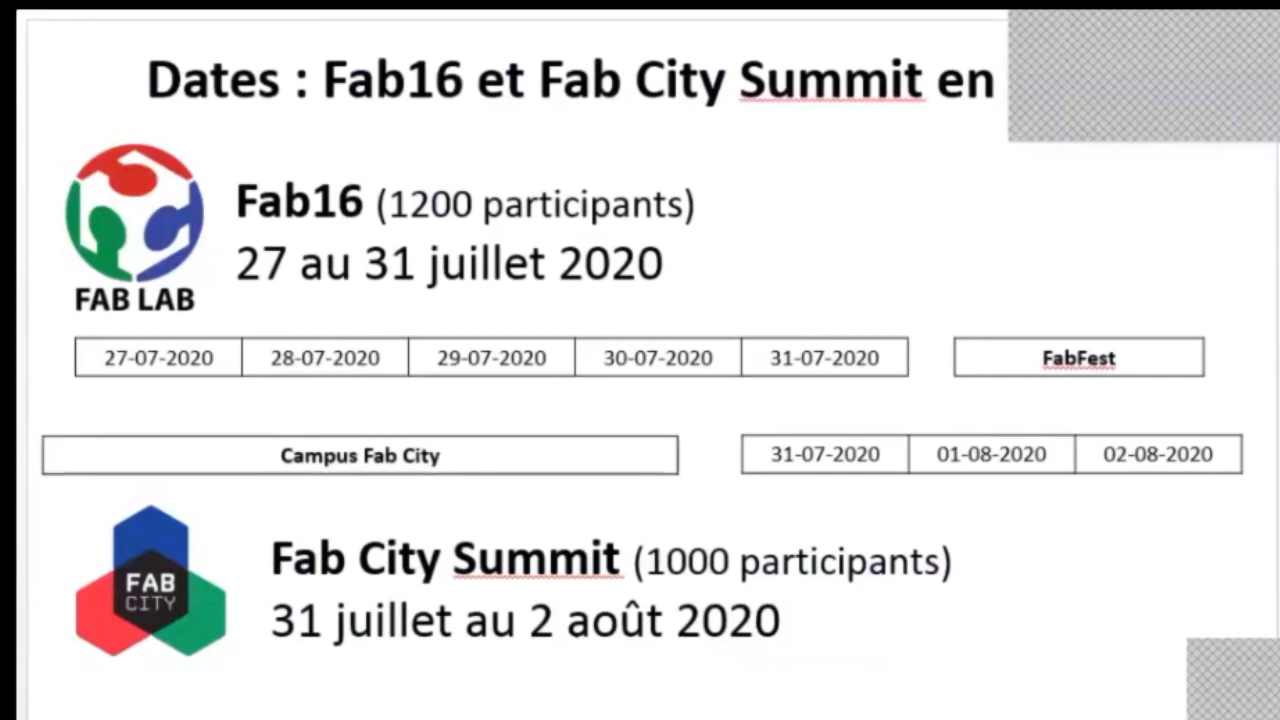 Dates : Fab16 et Fab City Summit en
Fab16 (1200 participants)
27 au 31 juillet 2020
FAB LAB
27-07-2020 28-07-2020 29-07-2020 30-07-2020 31-07-2020 FabFest
Campus Fab City 31-07-2020 01-08-2020 02-08-2020
Fab City Summit (1000 participants)
31 juillet au 2 août 2020
FAB
CITY